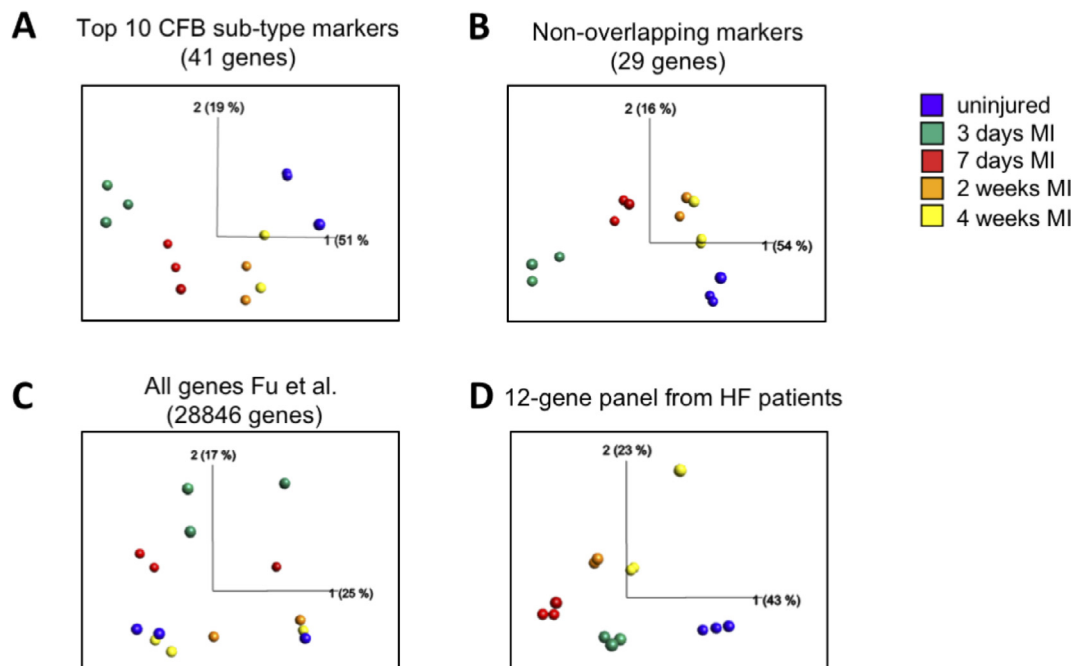 A
Top 10 CFB sub-type markers
(41 genes)
2 (19 %)
1 (51 %
B
Non-overlapping markers
(29 genes)
2 (16 %)
1 (54 %)
uninjured
3 days MI
7 days MI
2 weeks MI
4 weeks MI
C
All genes Fu et al.
(28846 genes)
2 (17 %)
1 (25 %)
D
12-gene panel from HF patients
2 (23 %)
1 (43 %)